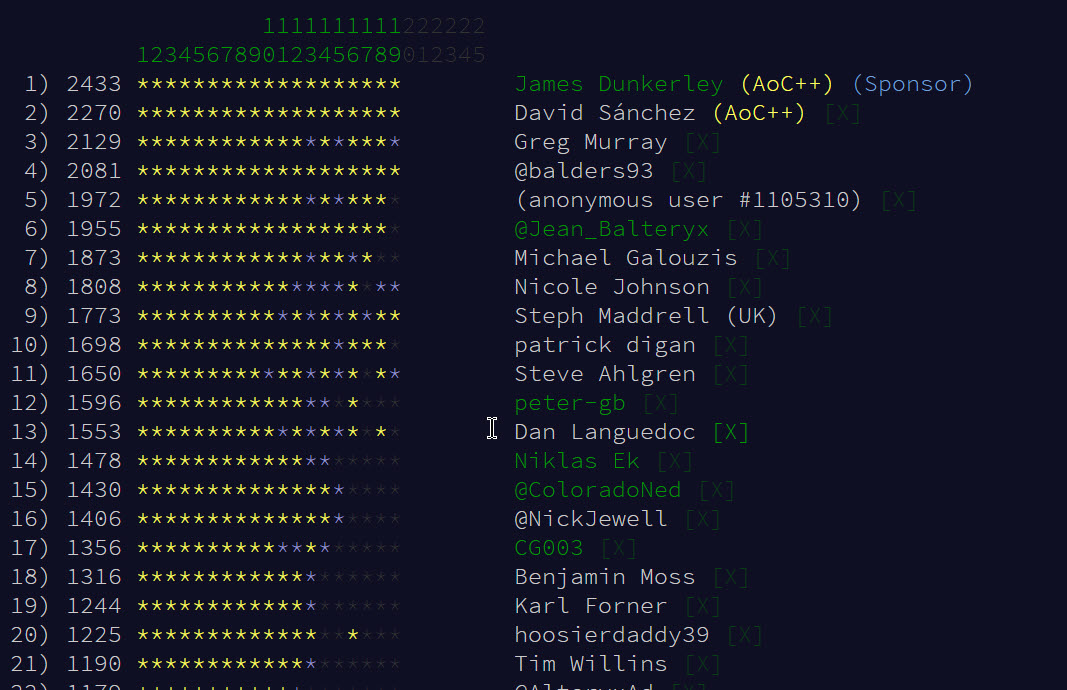 1111111111222222
1234567890123456789012345
1) 2433 ******************* James Dunkerley (AoC++) (Sponsor)
2) 2270 ******************* David Sánchez (AoC++) [X]
3) 2129 ******************* Greg Murray [X]
4) 2081 ******************* @balders93 [X]
5) 1972 ******************* (anonymous user #1105310) [X]
6) 1955 ******************* @Jean_Balteryx [X]
7) 1873 ******************* Michael Galouzis [X]
8) 1808 ******************* Nicole Johnson [X]
9) 1773 ******************* Steph Maddrell (UK) [X]
10) 1698 ******************* patrick digan [X]
11) 1650 ******************* Steve Ahlgren [X]
12) 1596 ******************* peter-gb [X]
13) 1553 ******************* Dan Languedoc [X]
14) 1478 ******************* Niklas Ek [X]
15) 1430 ******************* @ColoradoNed [X]
16) 1406 ******************* @NickJewell [X]
17) 1356 ******************* CG003 [X]
18) 1316 ******************* Benjamin Moss [X]
19) 1244 ******************* Karl Forner [X]
20) 1225 ******************* hoosierdaddy39 [X]
21) 1190 ******************* Tim Willins [X]